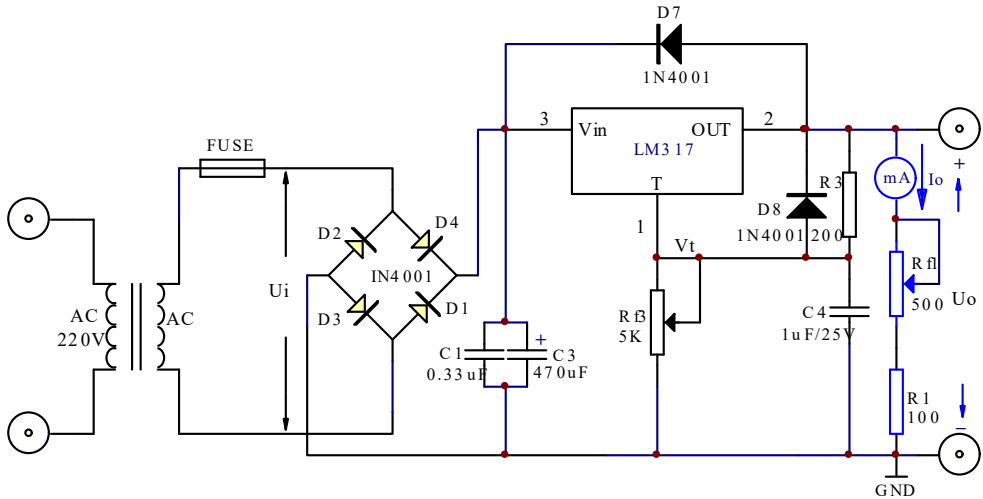 D7
1N4001
3
Vin
OUT
2
LM317
T
1
FUSE
AC
220V
AC
Ui
D2
D4
IN4001
D3
D1
C1
0.33uF
+
C3
470uF
Vt
Rf3
5K
D8
1N4001
R3
200
C4
1uF/25V
mA
Io
+
Rf1
500
Uo
R1
100
−
GND